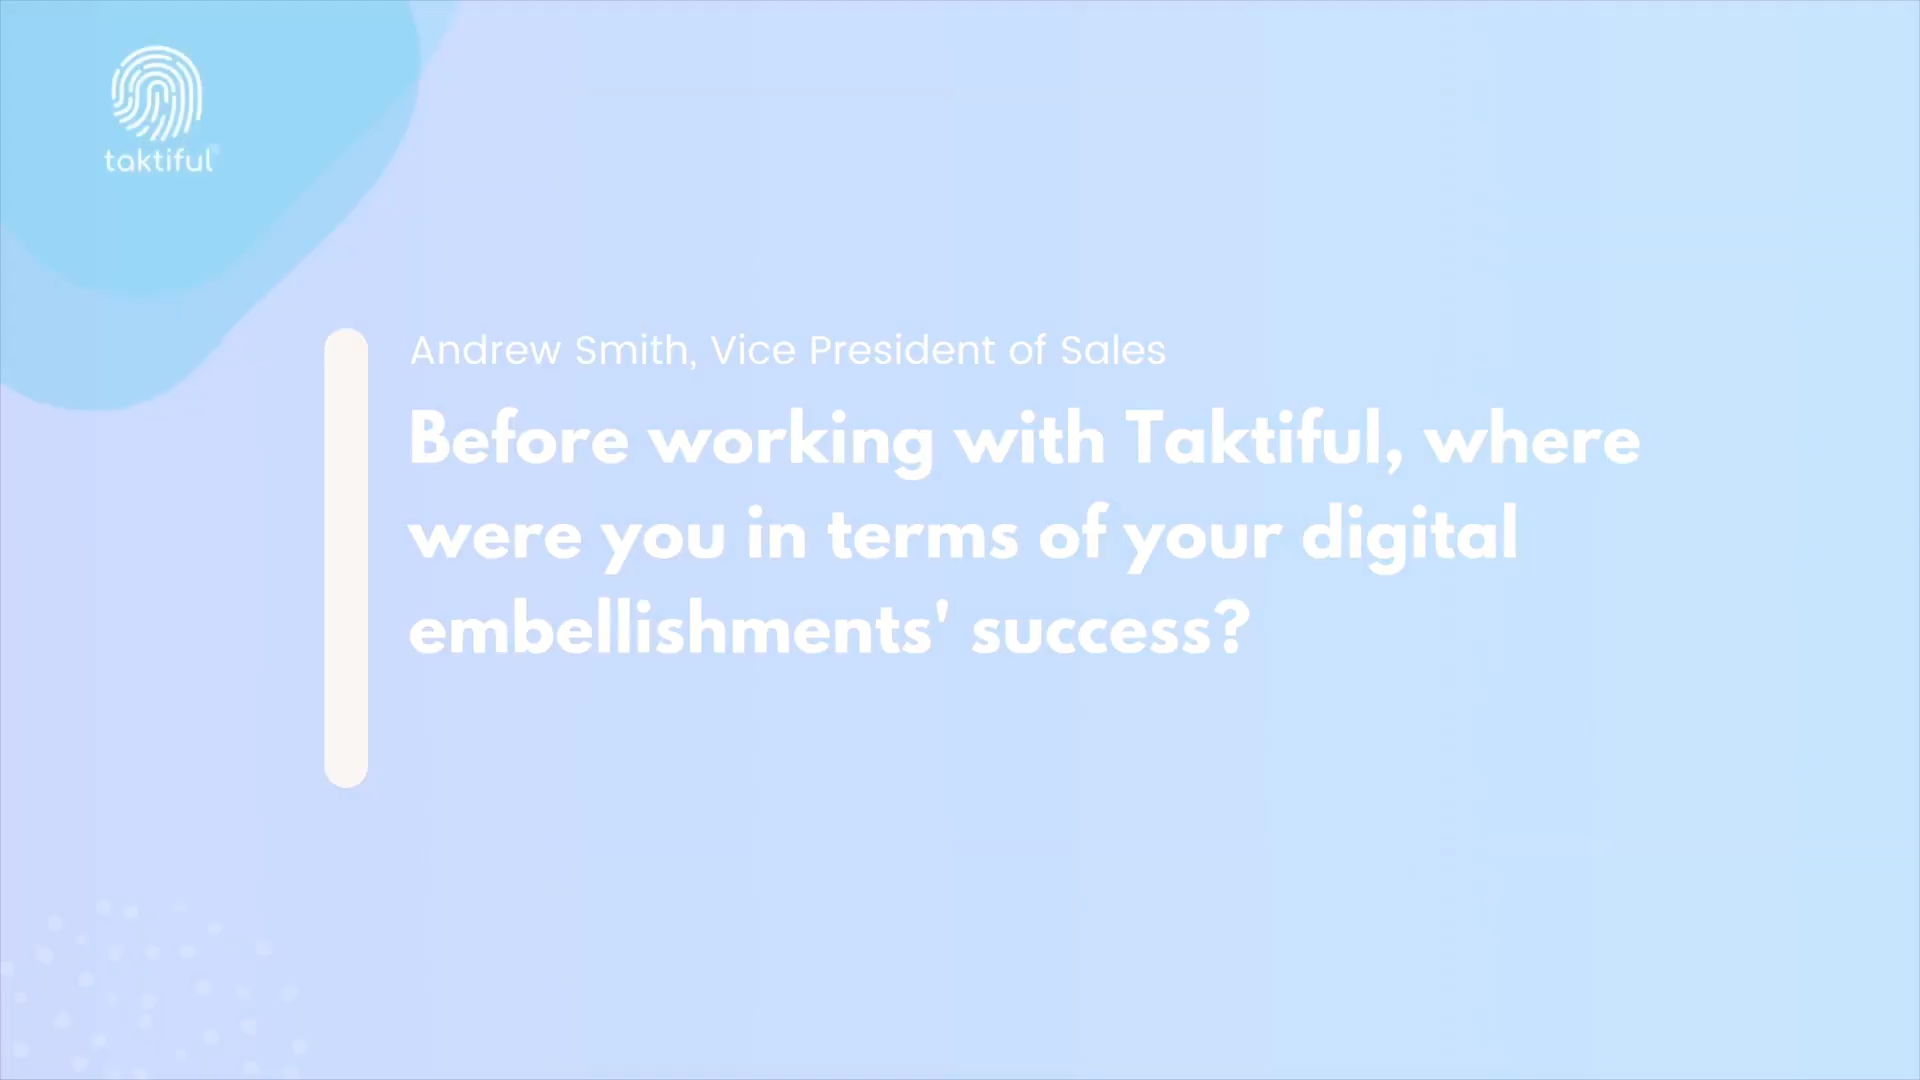 taktiful
Andrew Smith, Vice President of Sales
Before working with Taktiful, where
were you in terms of your digital
embellishments' success?